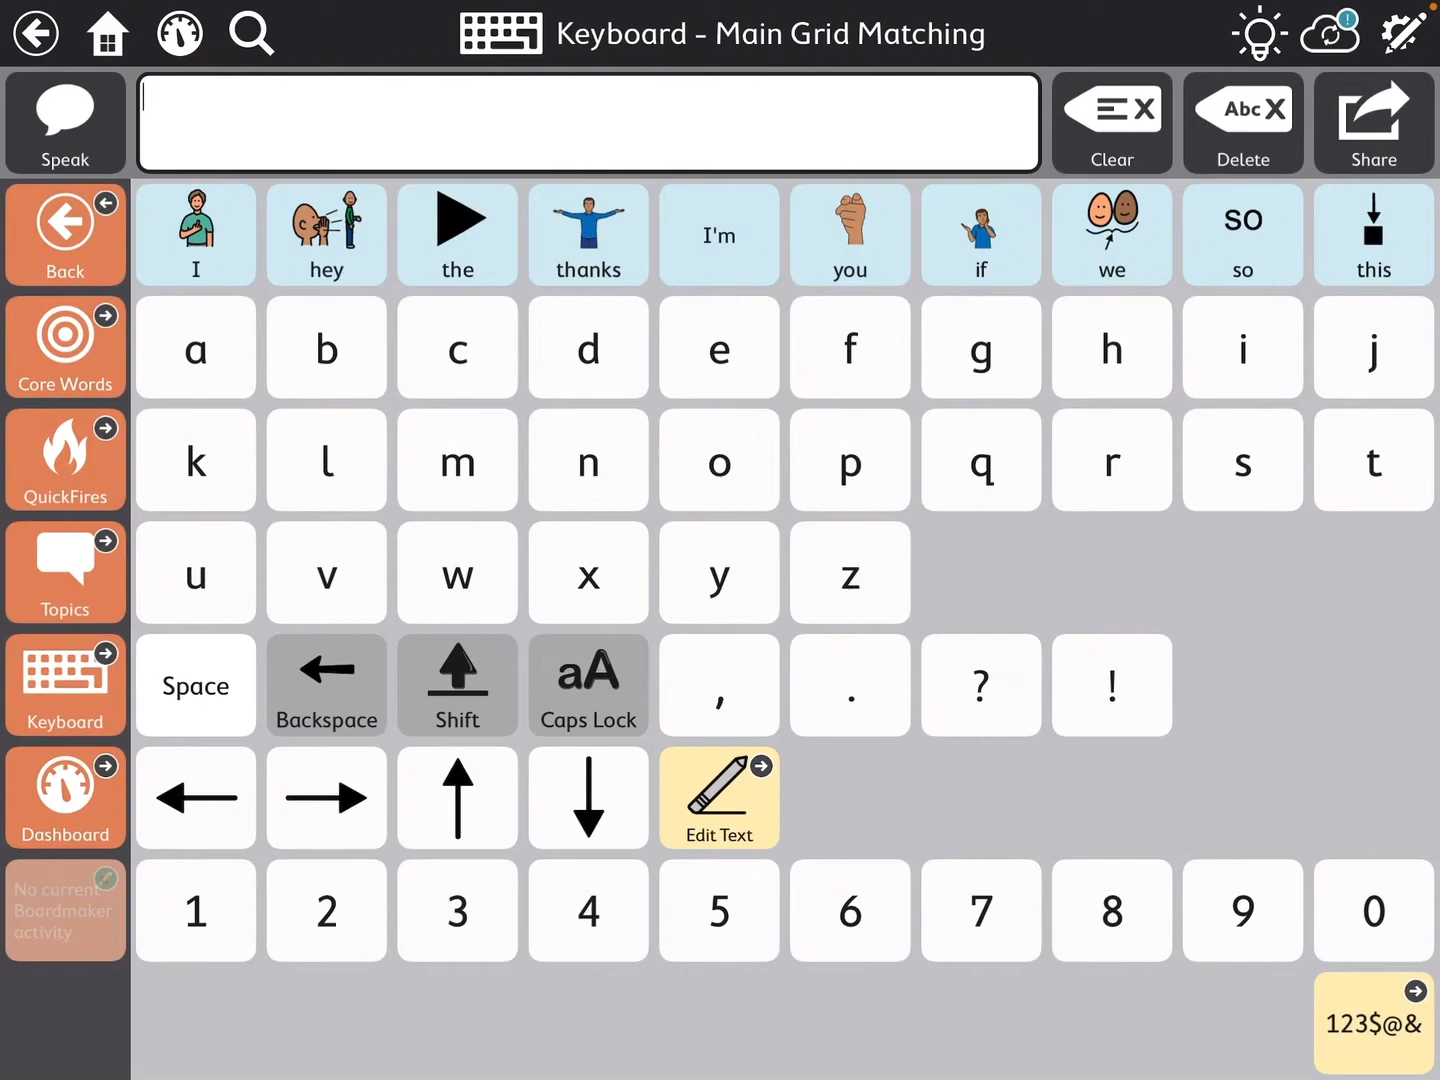 Keyboard - Main Grid Matching
!
Speak
X
Clear
Abc X
Delete
Share
Back
I
hey
the
thanks
I'm
you
if
we
so
so
this
Core Words
a b c d e f g h i j
QuickFires
k l m n o p q r s t
Topics
u v w x y z
Keyboard
Space
Backspace
Shift
aA
Caps Lock
, . ? !
Dashboard
Edit Text
No current
Boardmaker
activity
1 2 3 4 5 6 7 8 9 0
123$@&